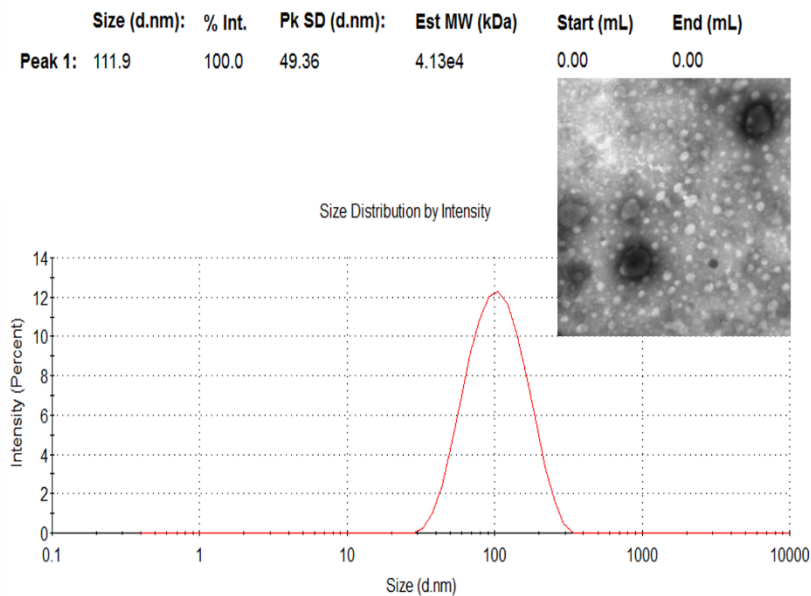 Size (d.nm): % Int. Pk SD (d.nm): Est MW (kDa) Start (mL) End (mL)
Peak 1: 111.9 100.0 49.36 4.13e4 0.00 0.00
Size Distribution by Intensity
14
12
10
8
6
4
2
0
Intensity (Percent)
0.1 1 10 100 1000 10000
Size (d.nm)